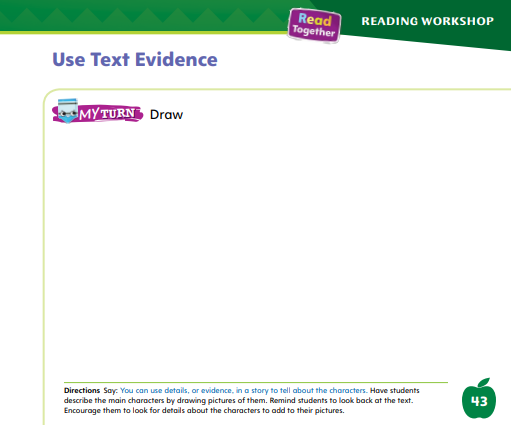 Read
Together
READING WORKSHOP
Use Text Evidence
MY TURN Draw
Directions Say: You can use details, or evidence, in a story to tell about the characters. Have students
describe the main characters by drawing pictures of them. Remind students to look back at the text.
Encourage them to look for details about the characters to add to their pictures.
43